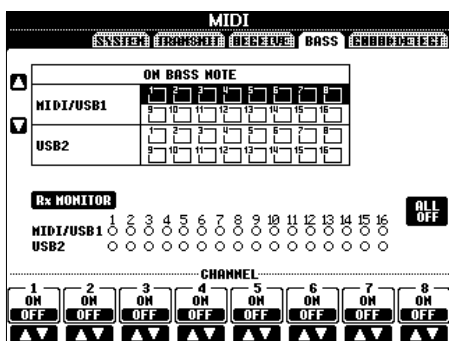 MIDI
SYSTEM TRANSMIT RECEIVE BASS CHORD DETECT
ON BASS NOTE
MIDI/USB1
1 2 3 4 5 6 7 8
9 10 11 12 13 14 15 16
USB2
1 2 3 4 5 6 7 8
9 10 11 12 13 14 15 16
Rx MONITOR
ALL OFF
1 2 3 4 5 6 7 8 9 10 11 12 13 14 15 16
MIDI/USB1
USB2
CHANNEL
1 2 3 4 5 6 7 8
ON ON ON ON ON ON ON ON
OFF OFF OFF OFF OFF OFF OFF OFF